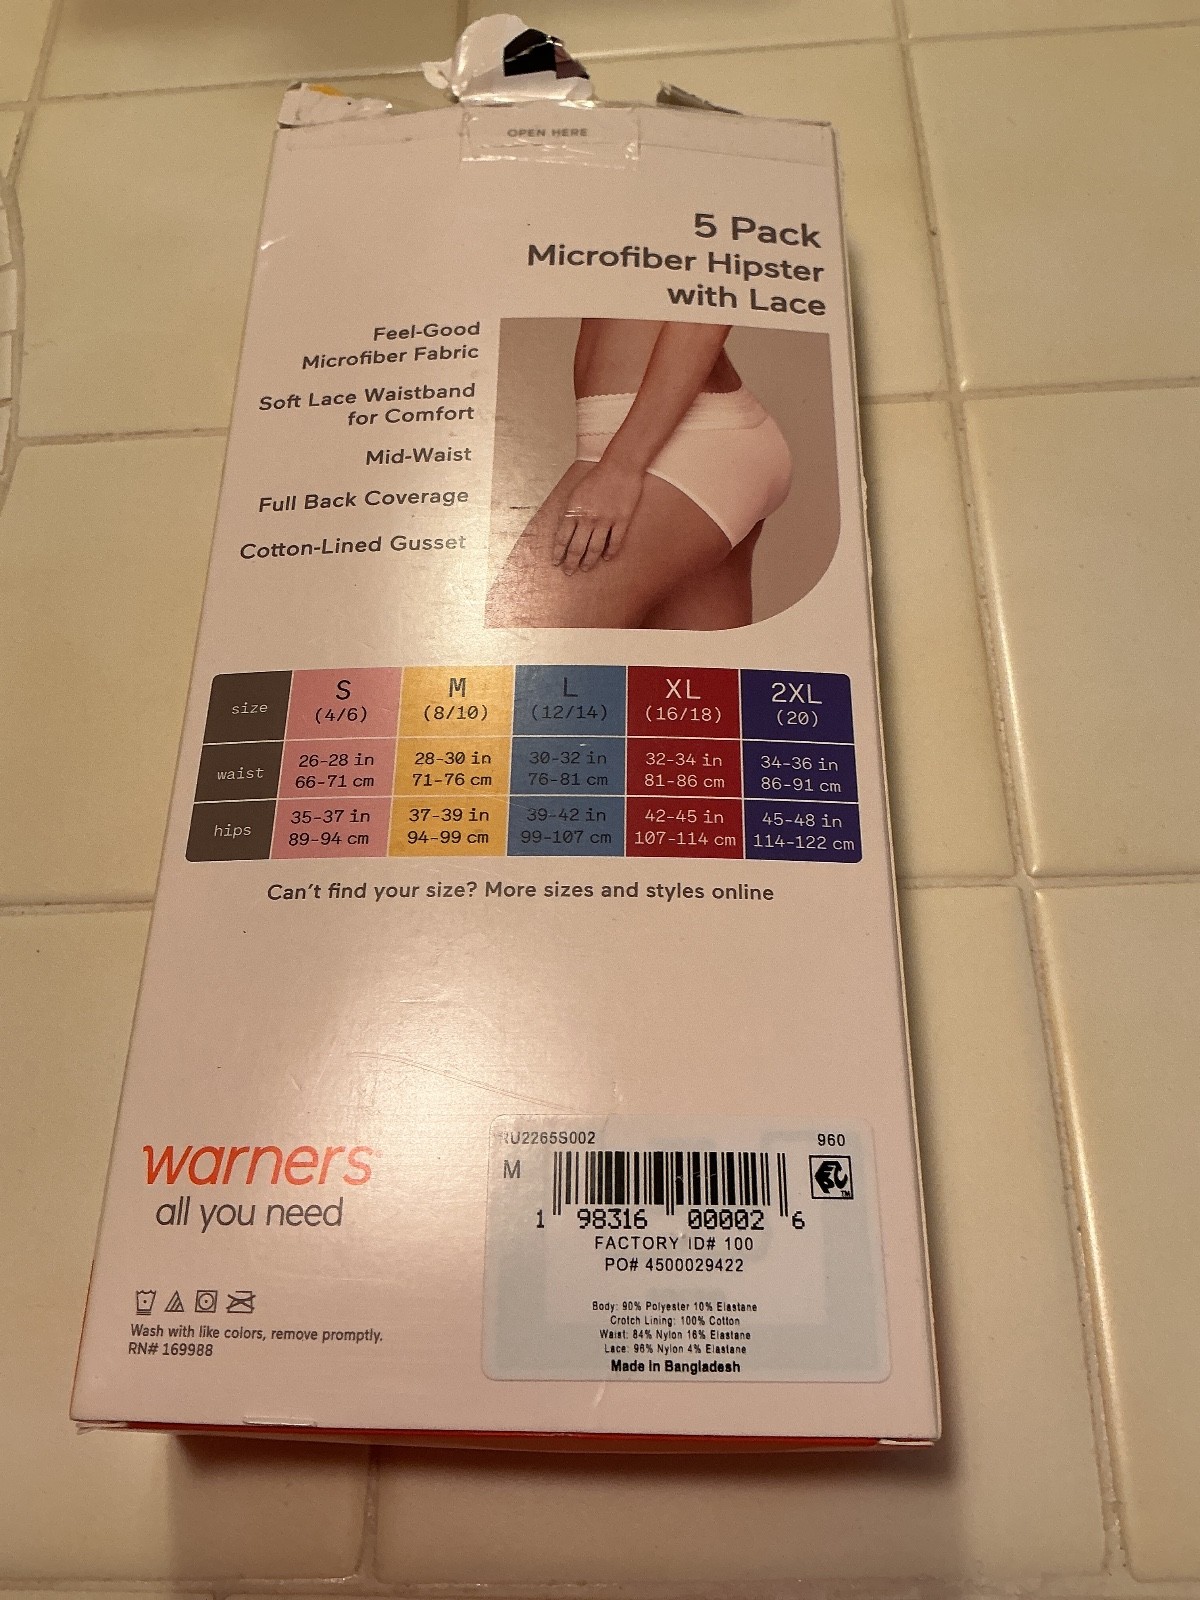 OPEN HERE
5 Pack
Microfiber Hipster
with Lace
Feel-Good
Microfiber Fabric
Soft Lace Waistband
for Comfort
Mid-Waist
Full Back Coverage
Cotton-Lined Gusset
size S (4/6) M (8/10) L (12/14) XL (16/18) 2XL (20)
waist 26-28 in 66-71 cm 28-30 in 71-76 cm 30-32 in 76-81 cm 32-34 in 81-86 cm 34-36 in 86-91 cm
hips 35-37 in 89-94 cm 37-39 in 94-99 cm 39-42 in 99-107 cm 42-45 in 107-114 cm 45-48 in 114-122 cm
Can't find your size? More sizes and styles online
warners
all you need
Wash with like colors, remove promptly.
RN# 169988
RU2265S002 960
M
1 98316 00002 6
FACTORY ID# 100
PO# 4500029422
Body: 90% Polyester 10% Elastane
Crotch Lining: 100% Cotton
Waist: 84% Nylon 16% Elastane
Lace: 96% Nylon 4% Elastane
Made in Bangladesh